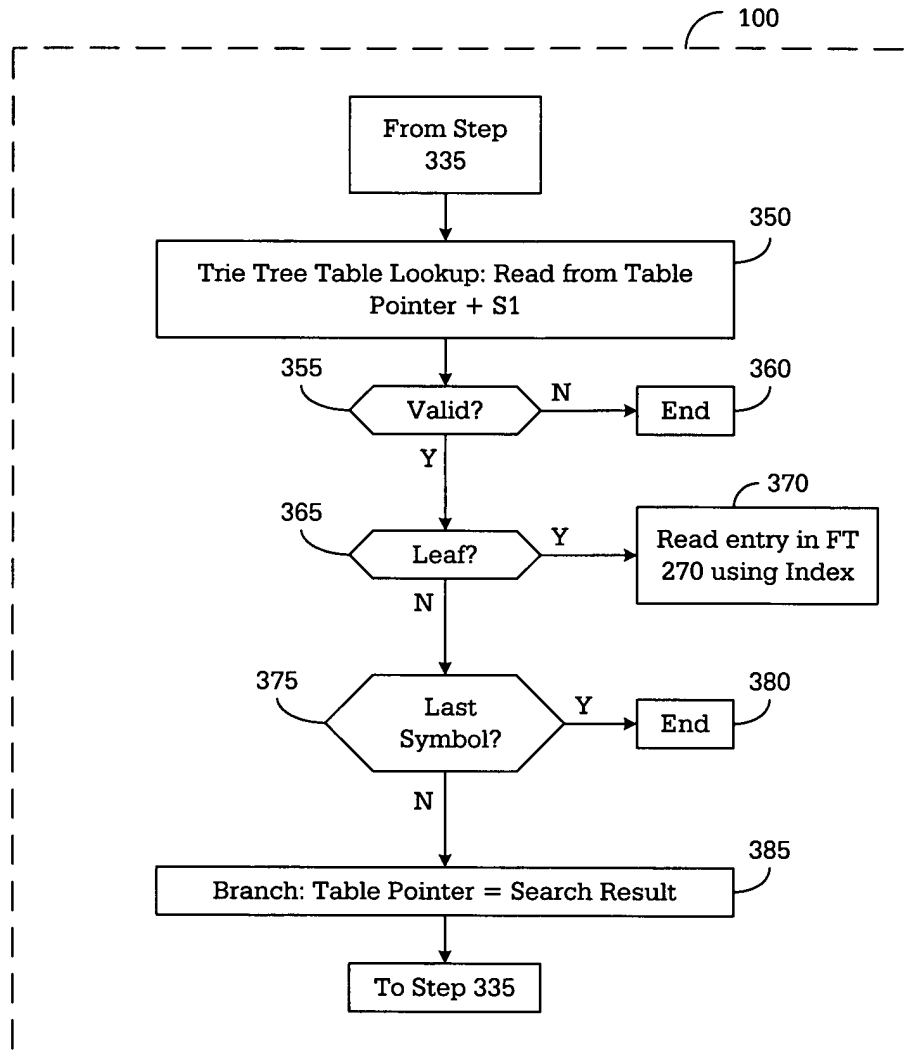 100
From Step
335
350
Trie Tree Table Lookup: Read from Table
Pointer + S1
355
Valid?
N
360
End
Y
370
365
Leaf?
Y
Read entry in FT
270 using Index
N
375
Last
Symbol?
Y
380
End
N
385
Branch: Table Pointer = Search Result
To Step 335